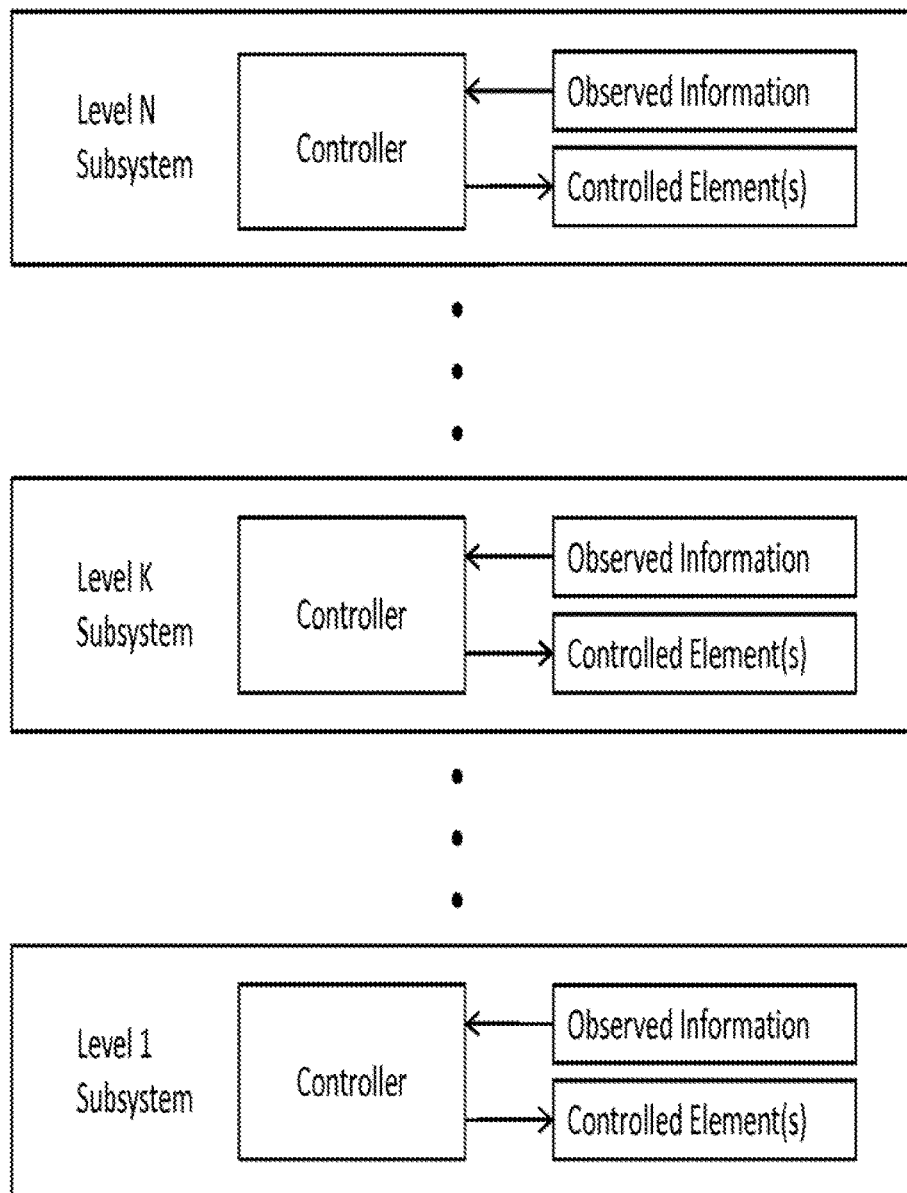 Level N
Subsystem
Controller
Observed Information
Controlled Element(s)
Level K
Subsystem
Controller
Observed Information
Controlled Element(s)
Level 1
Subsystem
Controller
Observed Information
Controlled Element(s)